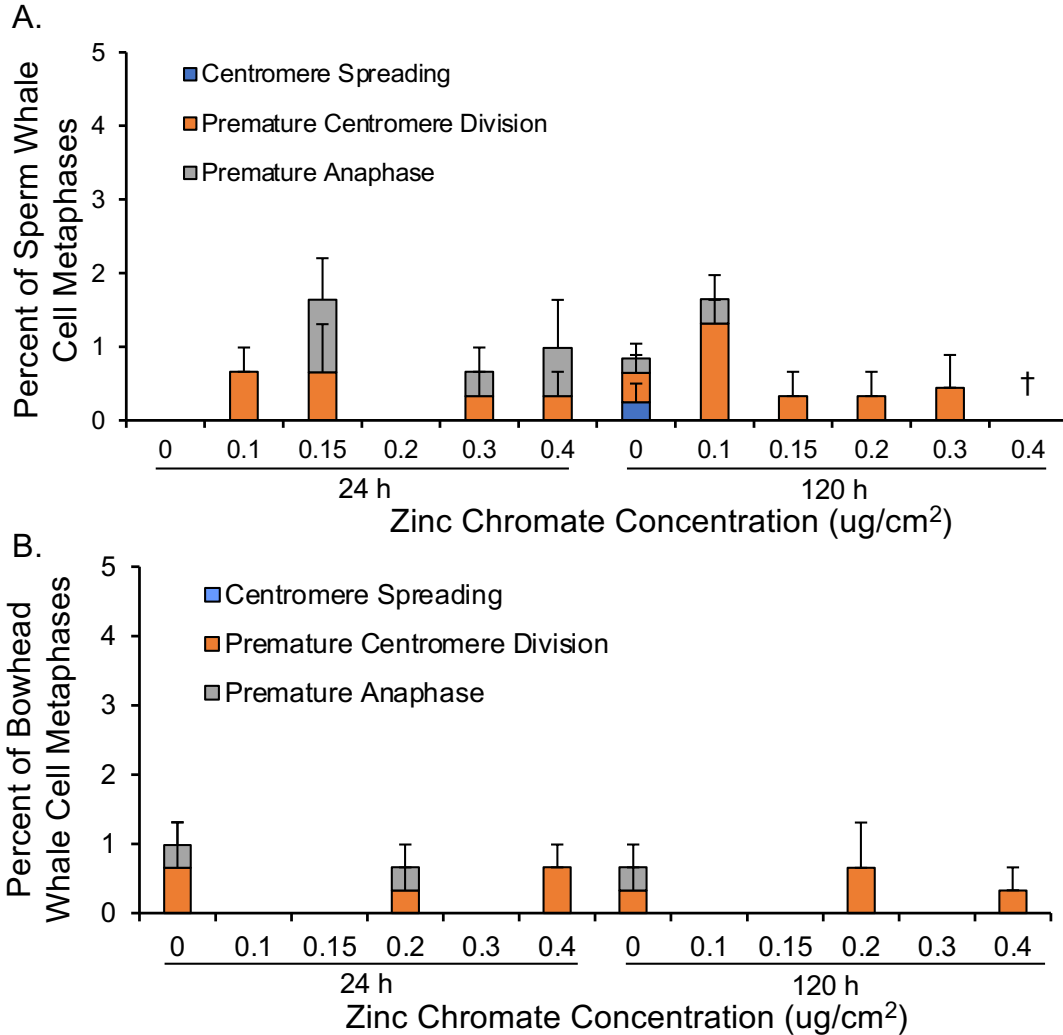 A.
Percent of Sperm Whale
Cell Metaphases
5
4
3
2
1
0
Centromere Spreading
Premature Centromere Division
Premature Anaphase
†
0 0.1 0.15 0.2 0.3 0.4 0 0.1 0.15 0.2 0.3 0.4
24 h 120 h
Zinc Chromate Concentration (ug/cm²)
B.
Percent of Bowhead
Whale Cell Metaphases
5
4
3
2
1
0
Centromere Spreading
Premature Centromere Division
Premature Anaphase
0 0.1 0.15 0.2 0.3 0.4 0 0.1 0.15 0.2 0.3 0.4
24 h 120 h
Zinc Chromate Concentration (ug/cm²)